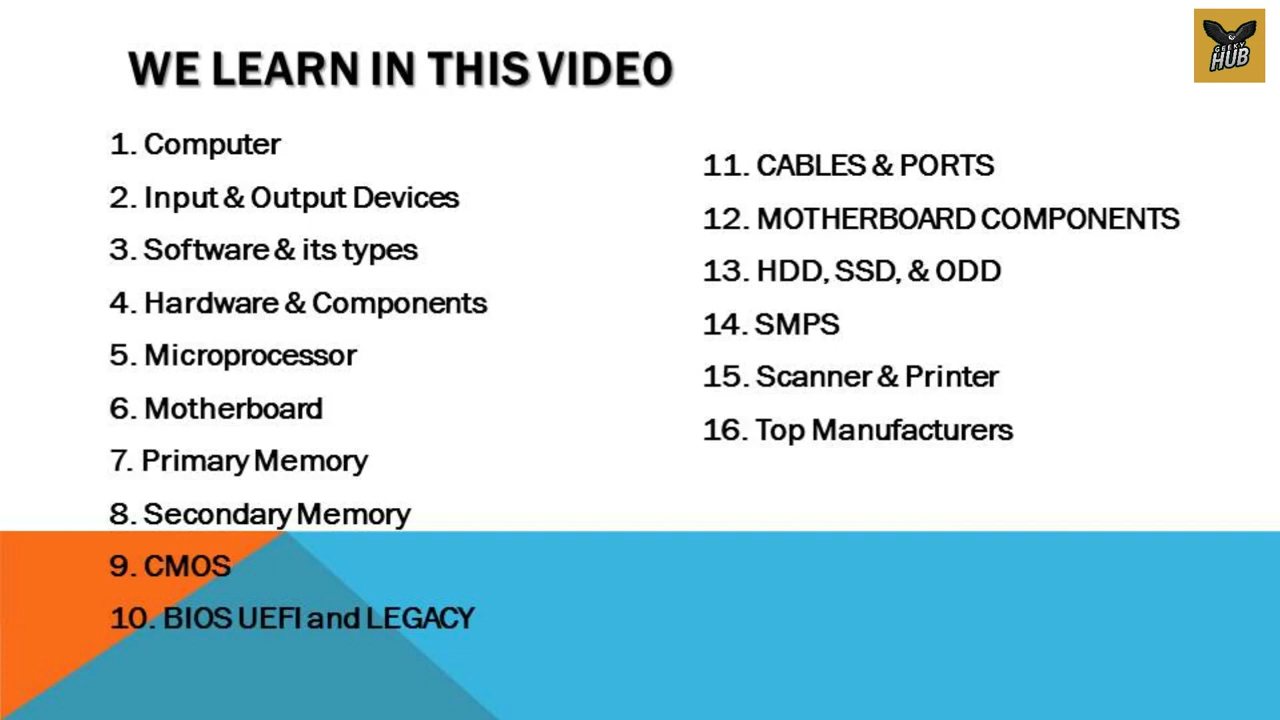 WE LEARN IN THIS VIDEO
GEEKY
HUB
1. Computer
2. Input & Output Devices
3. Software & its types
4. Hardware & Components
5. Microprocessor
6. Motherboard
7. Primary Memory
8. Secondary Memory
9. CMOS
10. BIOS UEFI and LEGACY
11. CABLES & PORTS
12. MOTHERBOARD COMPONENTS
13. HDD, SSD, & ODD
14. SMPS
15. Scanner & Printer
16. Top Manufacturers